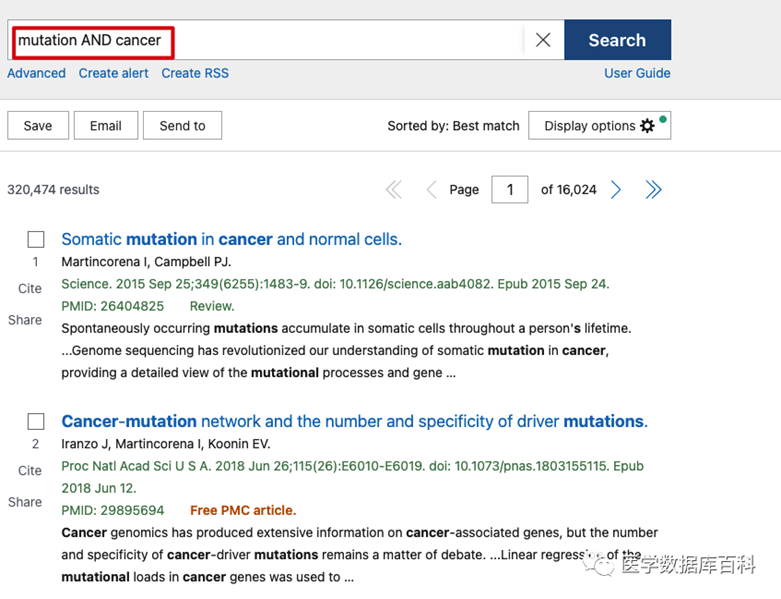 mutation AND cancer
Search
Advanced Create alert Create RSS User Guide
Save Email Send to Sorted by: Best match Display options
320,474 results Page 1 of 16,024
Somatic mutation in cancer and normal cells.
1 Martincorena I, Campbell PJ.
Cite Science. 2015 Sep 25;349(6255):1483-9. doi: 10.1126/science.aab4082. Epub 2015 Sep 24.
PMID: 26404825 Review.
Share Spontaneously occurring mutations accumulate in somatic cells throughout a person's lifetime.
...Genome sequencing has revolutionized our understanding of somatic mutation in cancer,
providing a detailed view of the mutational processes and gene ...
Cancer-mutation network and the number and specificity of driver mutations.
2 Iranzo J, Martincorena I, Koonin EV.
Cite Proc Natl Acad Sci U S A. 2018 Jun 26;115(26):E6010-E6019. doi: 10.1073/pnas.1803155115. Epub
2018 Jun 12.
Share PMID: 29895694 Free PMC article.
Cancer genomics has produced extensive information on cancer-associated genes, but the number
and specificity of cancer-driver mutations remains a matter of debate. ...Linear regression of the
mutational loads in cancer genes was used to ...
医学数据库百科